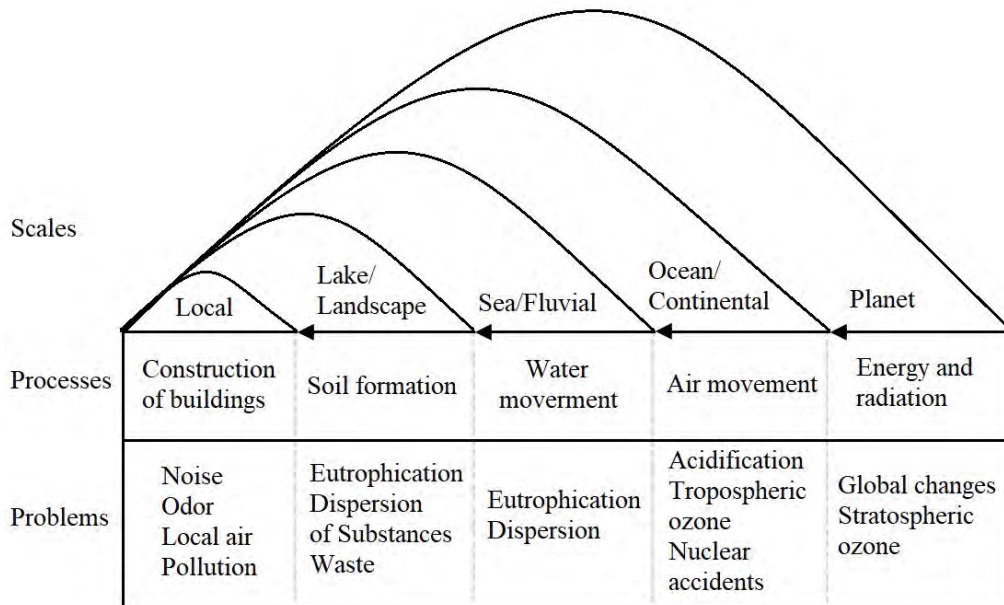 Scales
Local
Lake/
Landscape
Sea/Fluvial
Ocean/
Continental
Planet
Processes
Construction
of buildings
Soil formation
Water
moverment
Air movement
Energy and
radiation
Problems
Noise
Odor
Local air
Pollution
Eutrophication
Dispersion
of Substances
Waste
Eutrophication
Dispersion
Acidification
Tropospheric
ozone
Nuclear
accidents
Global changes
Stratospheric
ozone